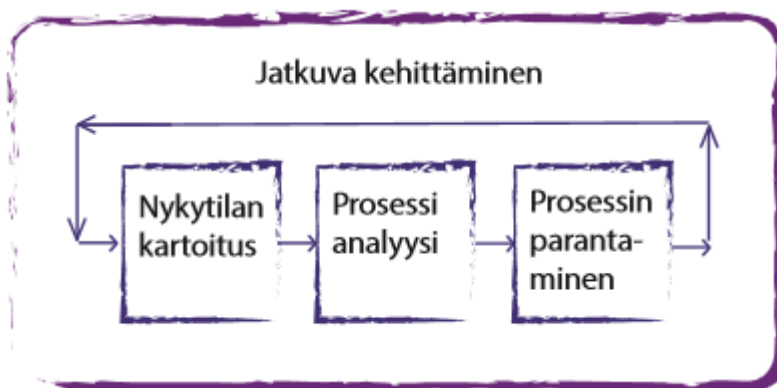 Jatkuva kehittäminen
Nykytilan
kartoitus
Prosessi
analyysi
Prosessin
paranta-
minen